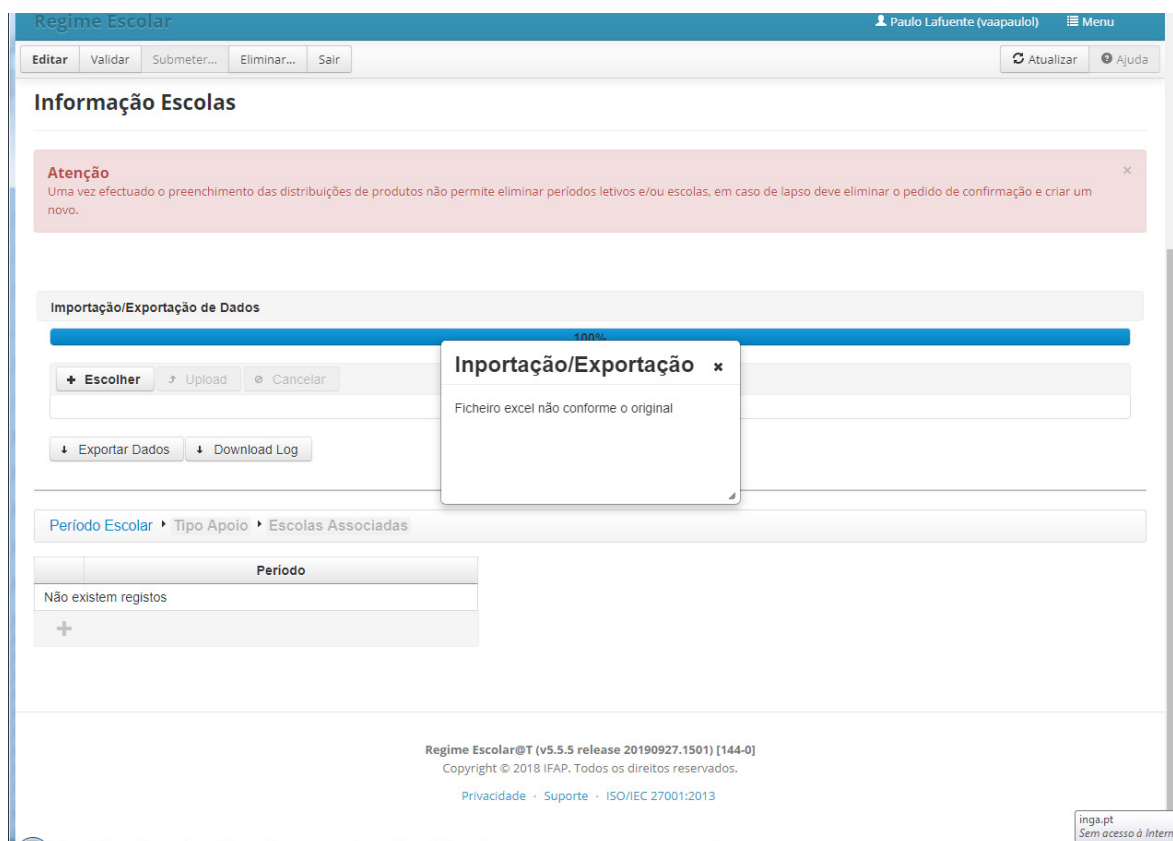 Regime Escolar
Paulo Lafuente (vaapaulol) Menu
Editar Validar Submeter... Eliminar... Sair
Atualizar Ajuda
Informação Escolas
Atenção
Uma vez efectuado o preenchimento das distribuições de produtos não permite eliminar períodos letivos e/ou escolas, em caso de lapso deve eliminar o pedido de confirmação e criar um
novo.
Importação/Exportação de Dados
100%
Inportação/Exportação
Ficheiro excel não conforme o original
Escolher Upload Cancelar
Exportar Dados Download Log
Período Escolar Tipo Apoio Escolas Associadas
Período
Não existem registos
Regime Escolar@T (v5.5.5 release 20190927.1501) [144-0]
Copyright © 2018 IFAP. Todos os direitos reservados.
Privacidade · Suporte · ISO/IEC 27001:2013
inga.pt
Sem acesso à Intern